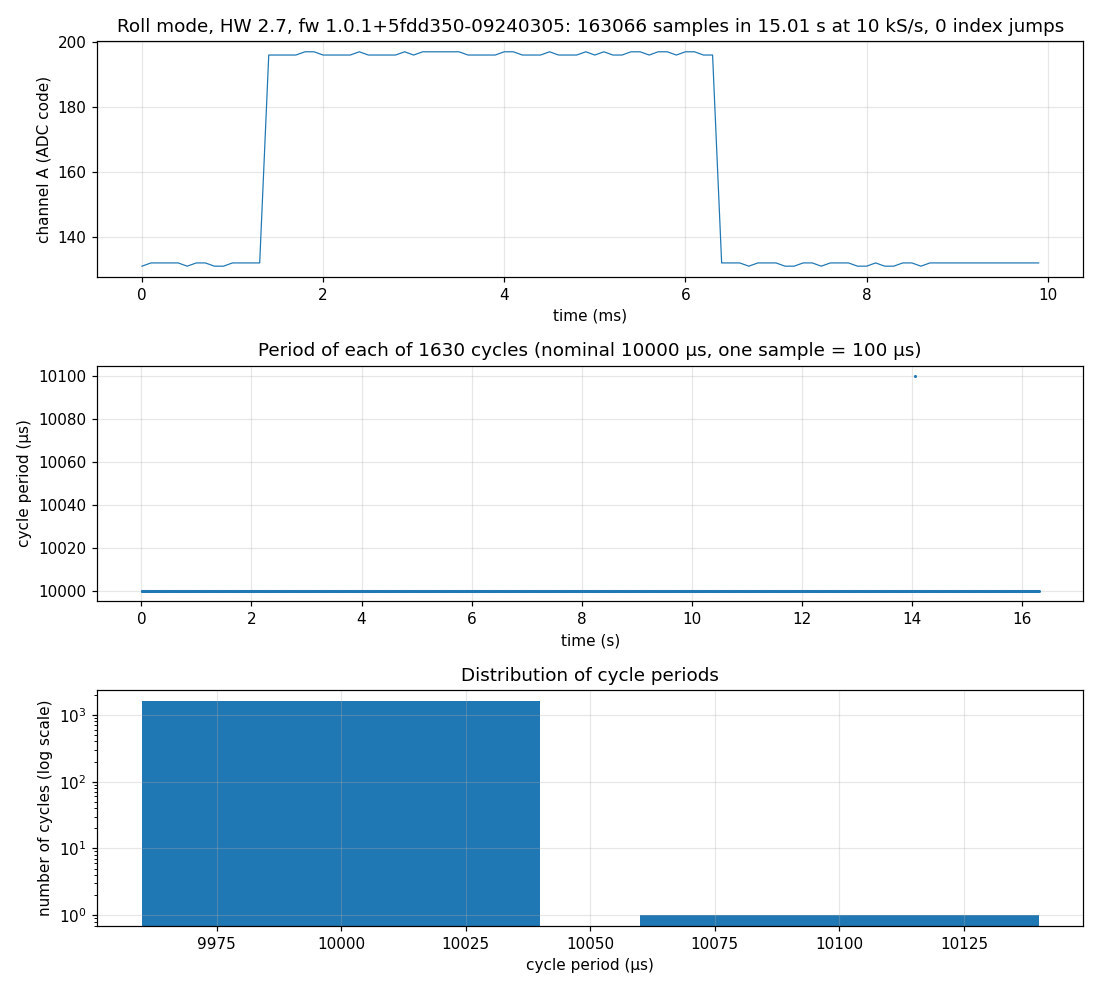 Roll mode, HW 2.7, fw 1.0.1+5fdd350-09240305: 163066 samples in 15.01 s at 10 kS/s, 0 index jumps
channel A (ADC code)
200
180
160
140
0 2 4 6 8 10
time (ms)
Period of each of 1630 cycles (nominal 10000 µs, one sample = 100 µs)
cycle period (µs)
10100
10080
10060
10040
10020
10000
0 2 4 6 8 10 12 14 16
time (s)
Distribution of cycle periods
number of cycles (log scale)
10³
10²
10¹
10⁰
9975 10000 10025 10050 10075 10100 10125
cycle period (µs)